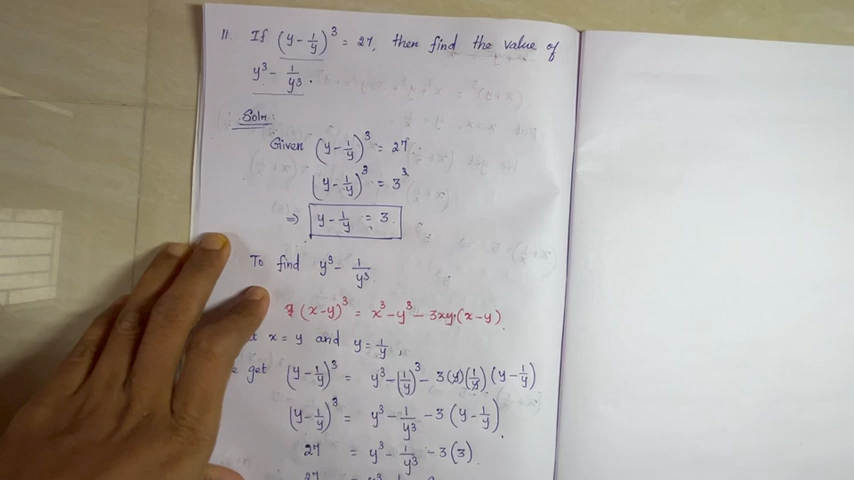 11. If (y - 1/y)³ = 27, then find the value of
y³ - 1/y³.
Soln:
Given (y - 1/y)³ = 27.
(y - 1/y)³ = 3³
⇒ y - 1/y = 3.
To find y³ - 1/y³.
(x-y)³ = x³ - y³ - 3xy·(x-y).
x = y and y = 1/y,
get (y - 1/y)³ = y³ - (1/y)³ - 3(y)(1/y)(y - 1/y)
(y - 1/y)³ = y³ - 1/y³ - 3(y - 1/y).
27 = y³ - 1/y³ - 3(3).
27